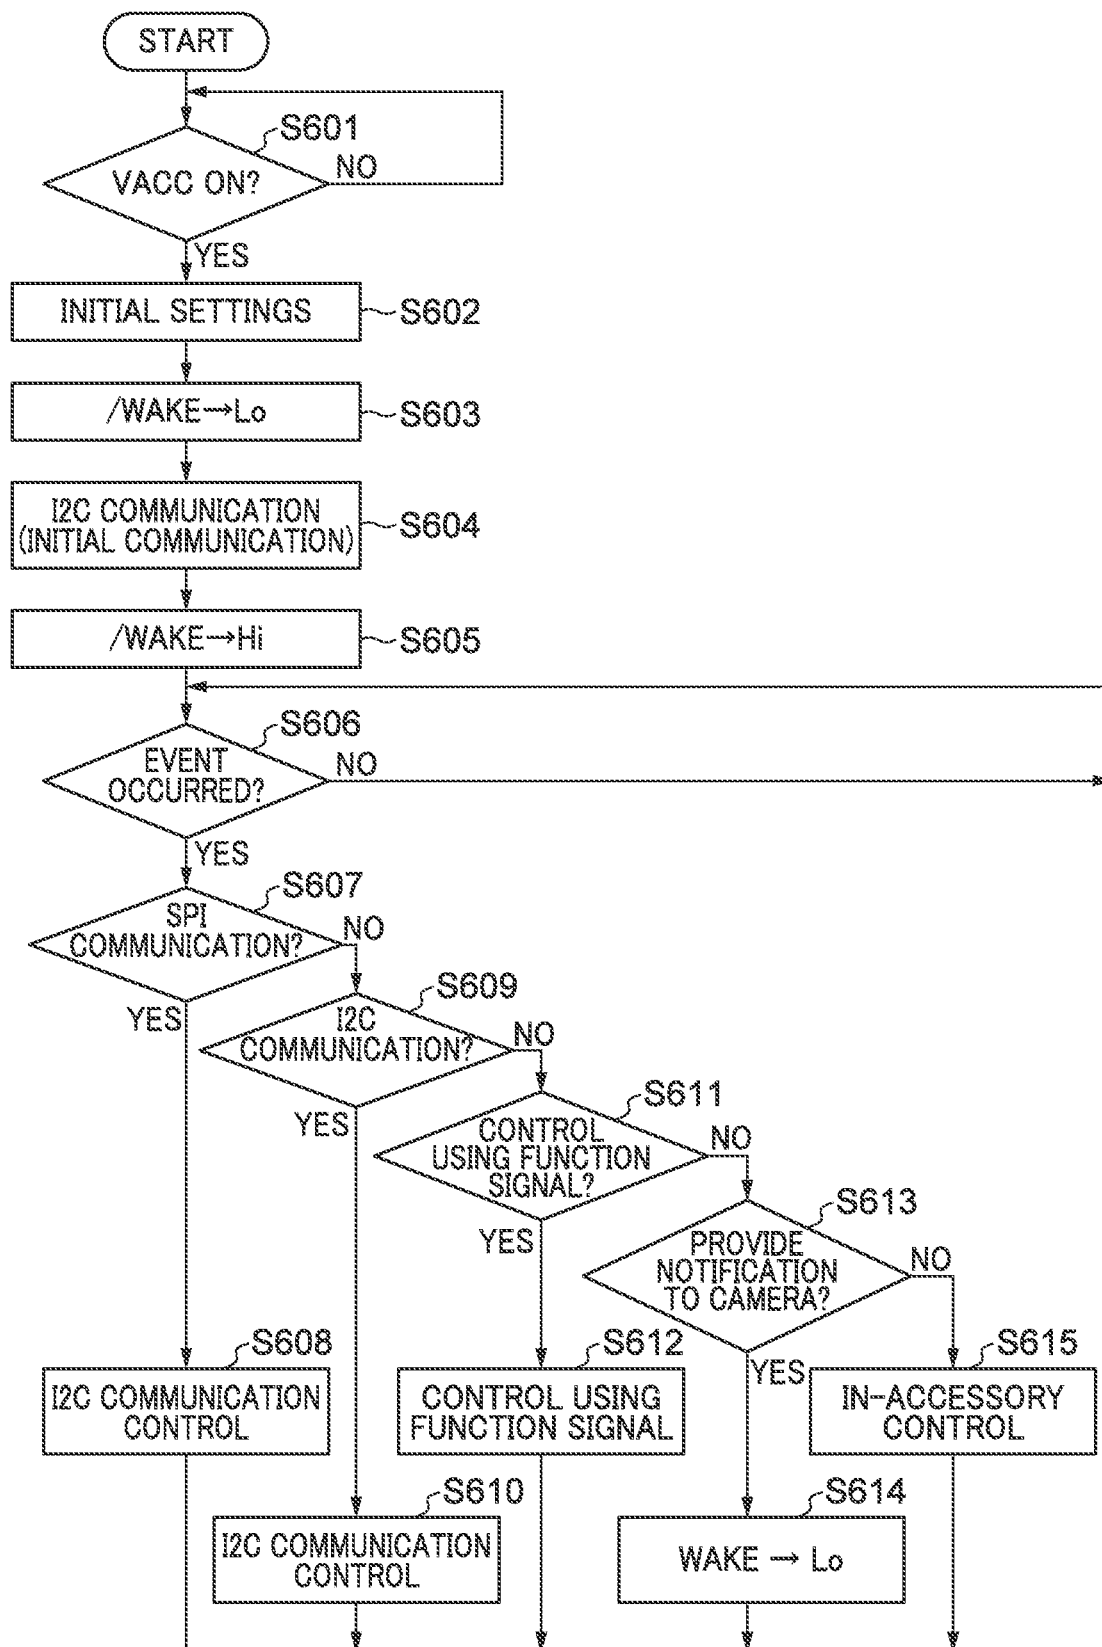 START
S601
VACC ON?
NO
YES
INITIAL SETTINGS
S602
/WAKE→Lo
S603
I2C COMMUNICATION
(INITIAL COMMUNICATION)
S604
/WAKE→Hi
S605
S606
EVENT
OCCURRED?
NO
YES
S607
SPI
COMMUNICATION?
NO
YES
S609
I2C
COMMUNICATION?
NO
YES
S611
CONTROL
USING FUNCTION
SIGNAL?
NO
YES
S613
PROVIDE
NOTIFICATION
TO CAMERA?
NO
YES
S608
I2C COMMUNICATION
CONTROL
S612
CONTROL USING
FUNCTION SIGNAL
S615
IN-ACCESSORY
CONTROL
S610
I2C COMMUNICATION
CONTROL
S614
WAKE → Lo